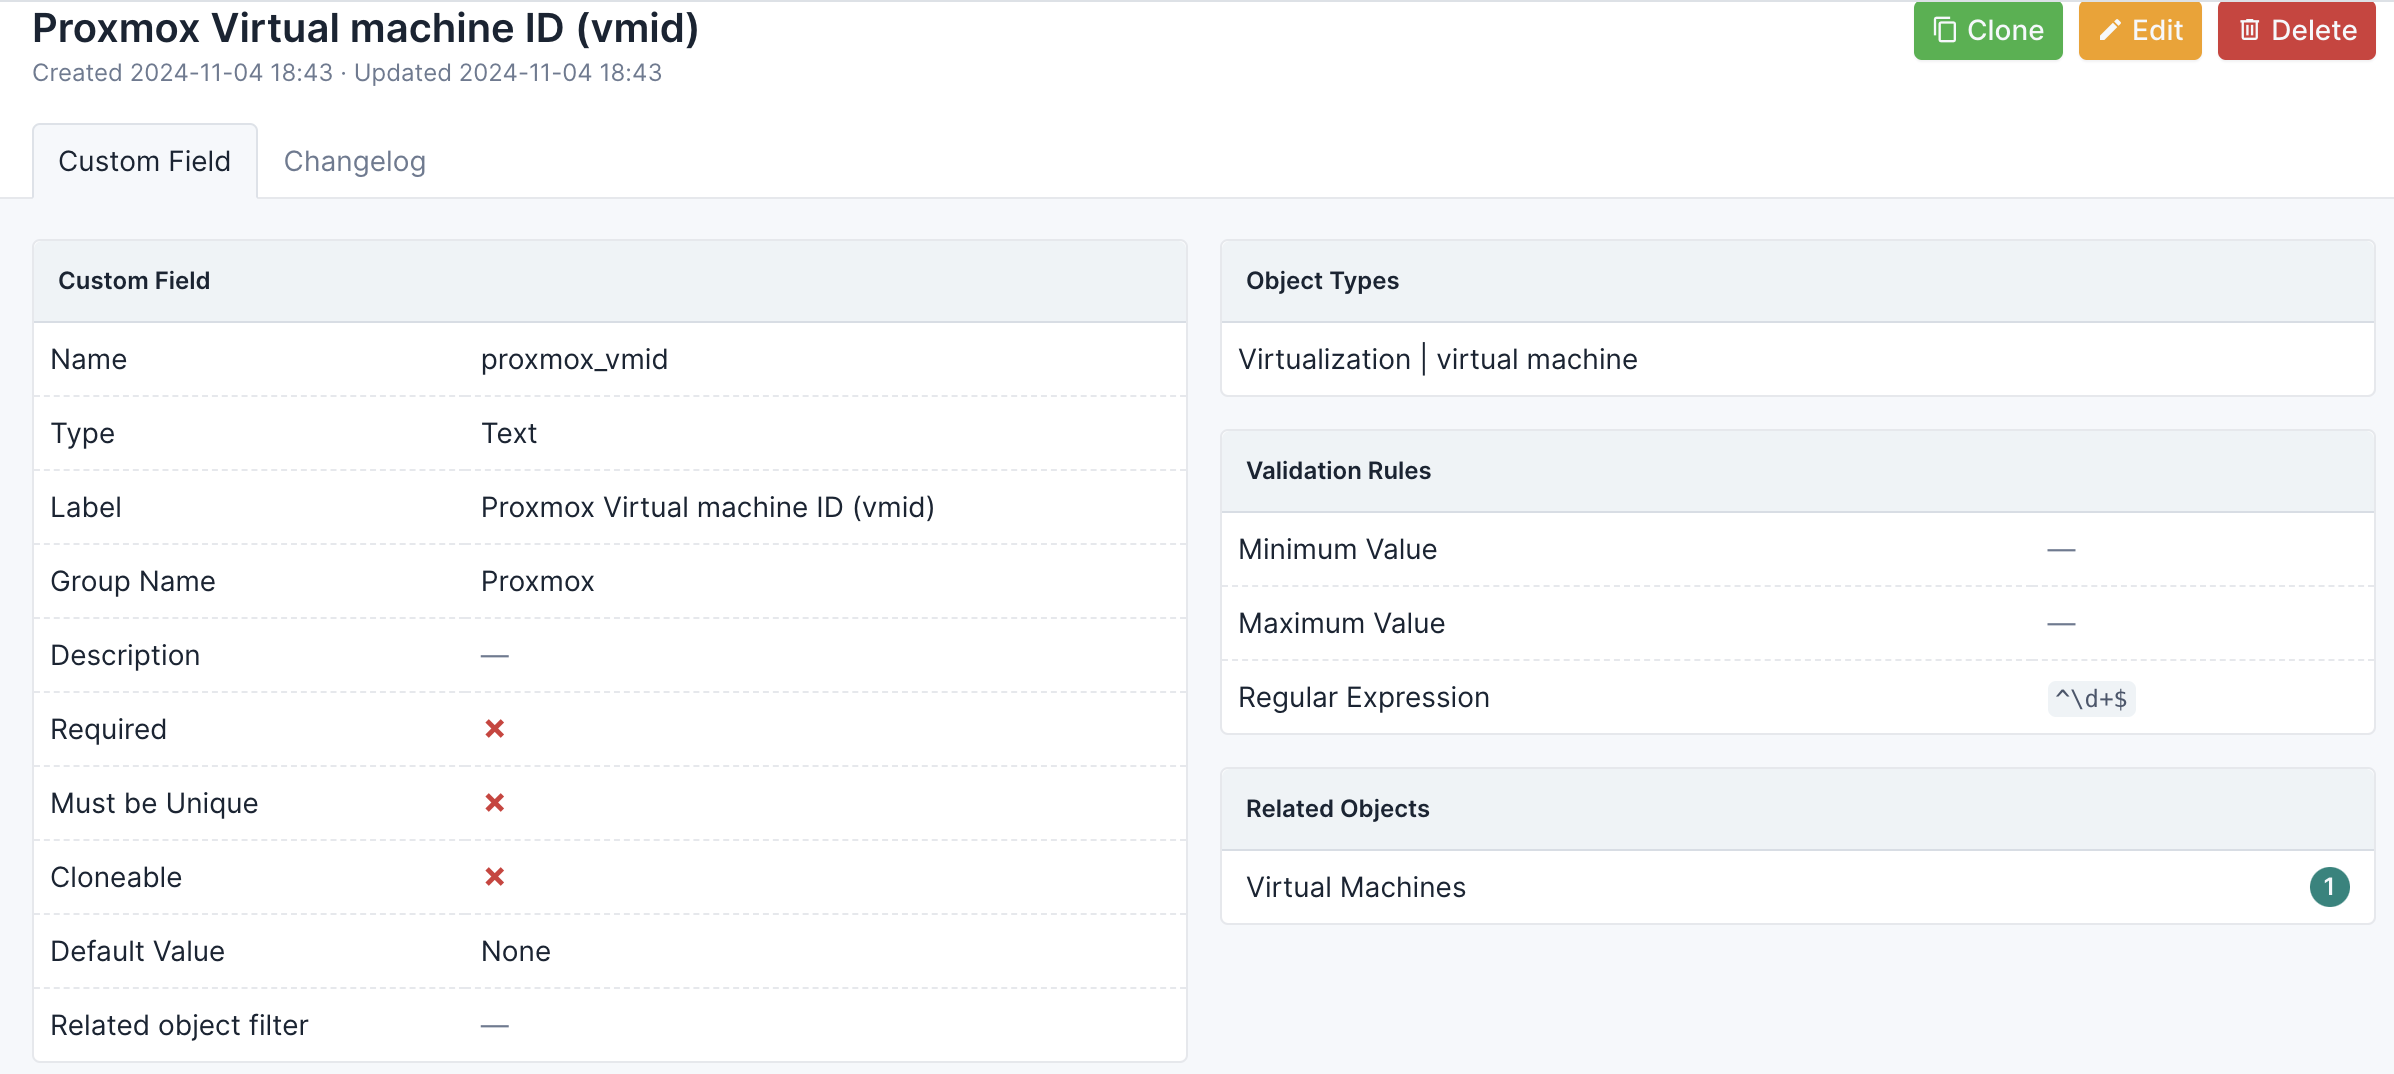 Proxmox Virtual machine ID (vmid)
Created 2024-11-04 18:43 · Updated 2024-11-04 18:43
Clone
Edit
Delete
Custom Field
Changelog
Custom Field
Name proxmox_vmid
Type Text
Label Proxmox Virtual machine ID (vmid)
Group Name Proxmox
Description —
Required
Must be Unique
Cloneable
Default Value None
Related object filter —
Object Types
Virtualization | virtual machine
Validation Rules
Minimum Value —
Maximum Value —
Regular Expression ^\d+$
Related Objects
Virtual Machines 1